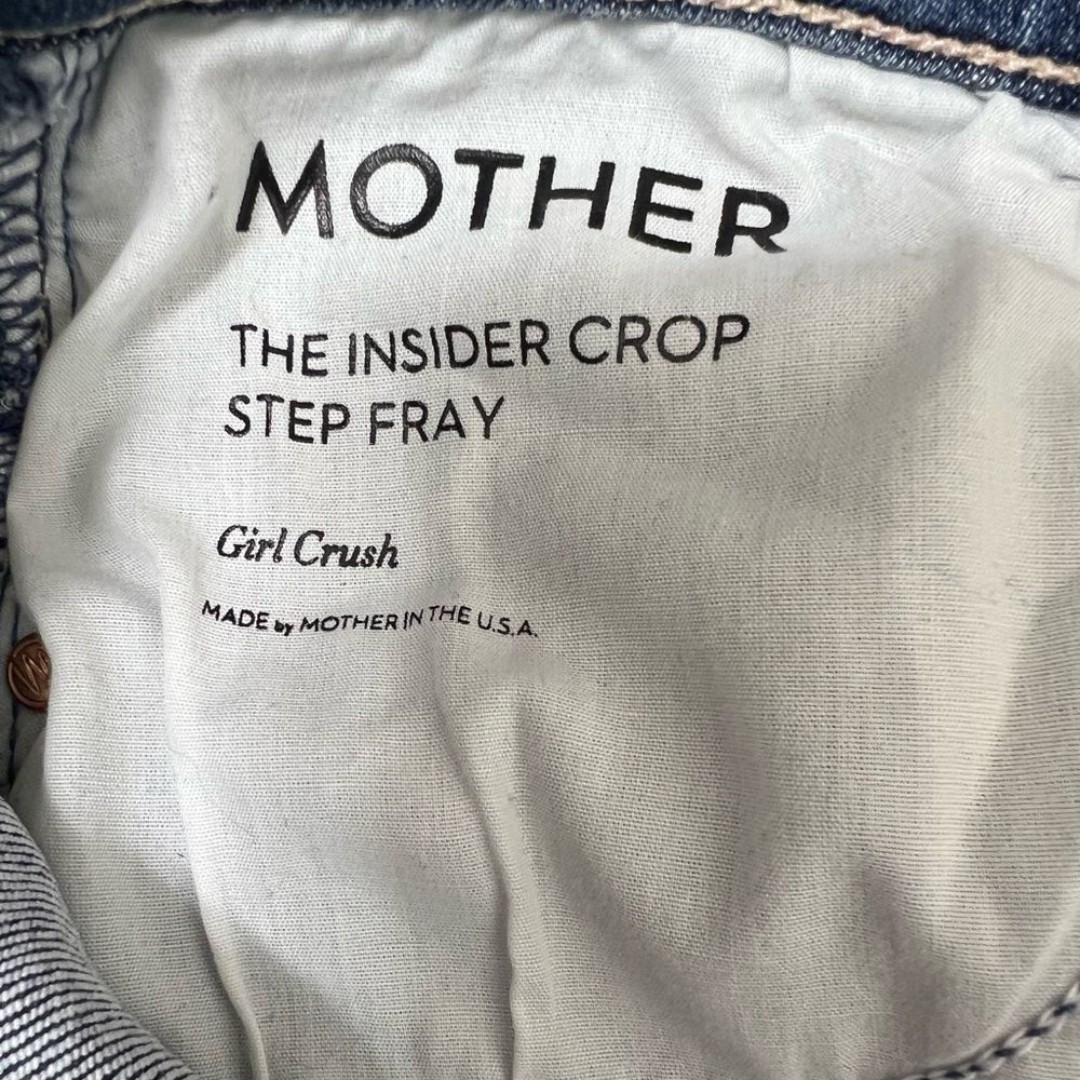 MOTHER
THE INSIDER CROP
STEP FRAY
Girl Crush
MADE by MOTHER IN THE U.S.A.